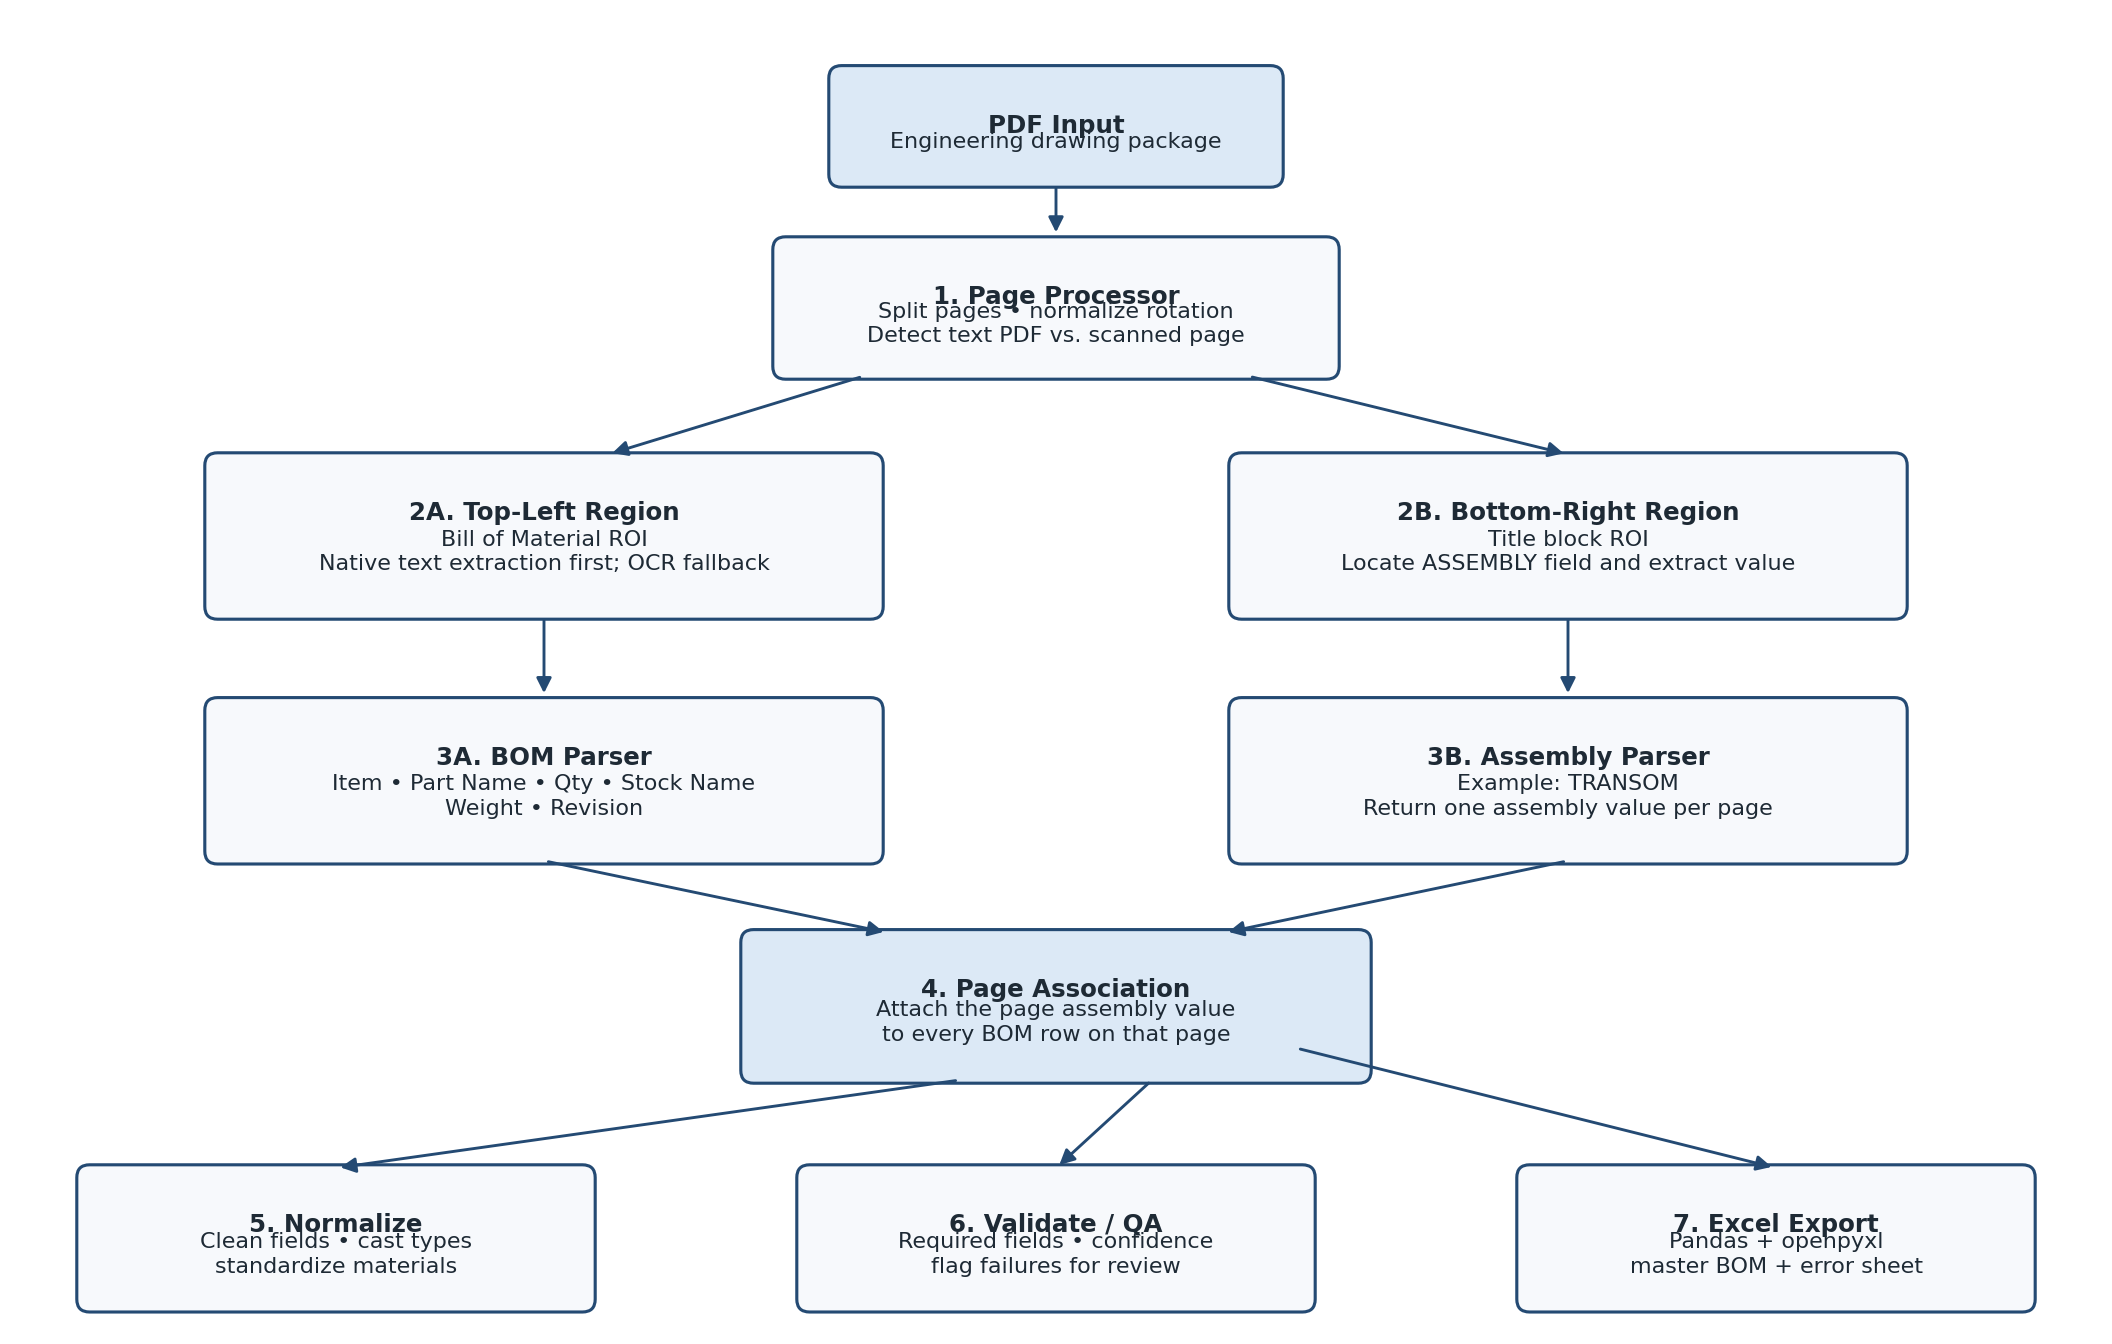 PDF Input
Engineering drawing package
1. Page Processor
Split pages • normalize rotation
Detect text PDF vs. scanned page
2A. Top-Left Region
Bill of Material ROI
Native text extraction first; OCR fallback
2B. Bottom-Right Region
Title block ROI
Locate ASSEMBLY field and extract value
3A. BOM Parser
Item • Part Name • Qty • Stock Name
Weight • Revision
3B. Assembly Parser
Example: TRANSOM
Return one assembly value per page
4. Page Association
Attach the page assembly value
to every BOM row on that page
5. Normalize
Clean fields • cast types
standardize materials
6. Validate / QA
Required fields • confidence
flag failures for review
7. Excel Export
Pandas + openpyxl
master BOM + error sheet